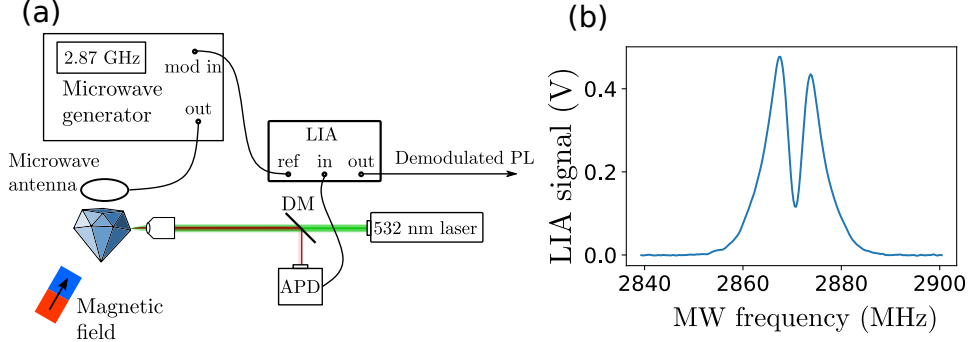 (a)
2.87 GHz
mod in
Microwave
generator
out
LIA
ref in out
Demodulated PL
Microwave
antenna
DM
532 nm laser
APD
Magnetic
field
(b)
LIA signal (V)
0.4
0.2
0.0
2840 2860 2880 2900
MW frequency (MHz)